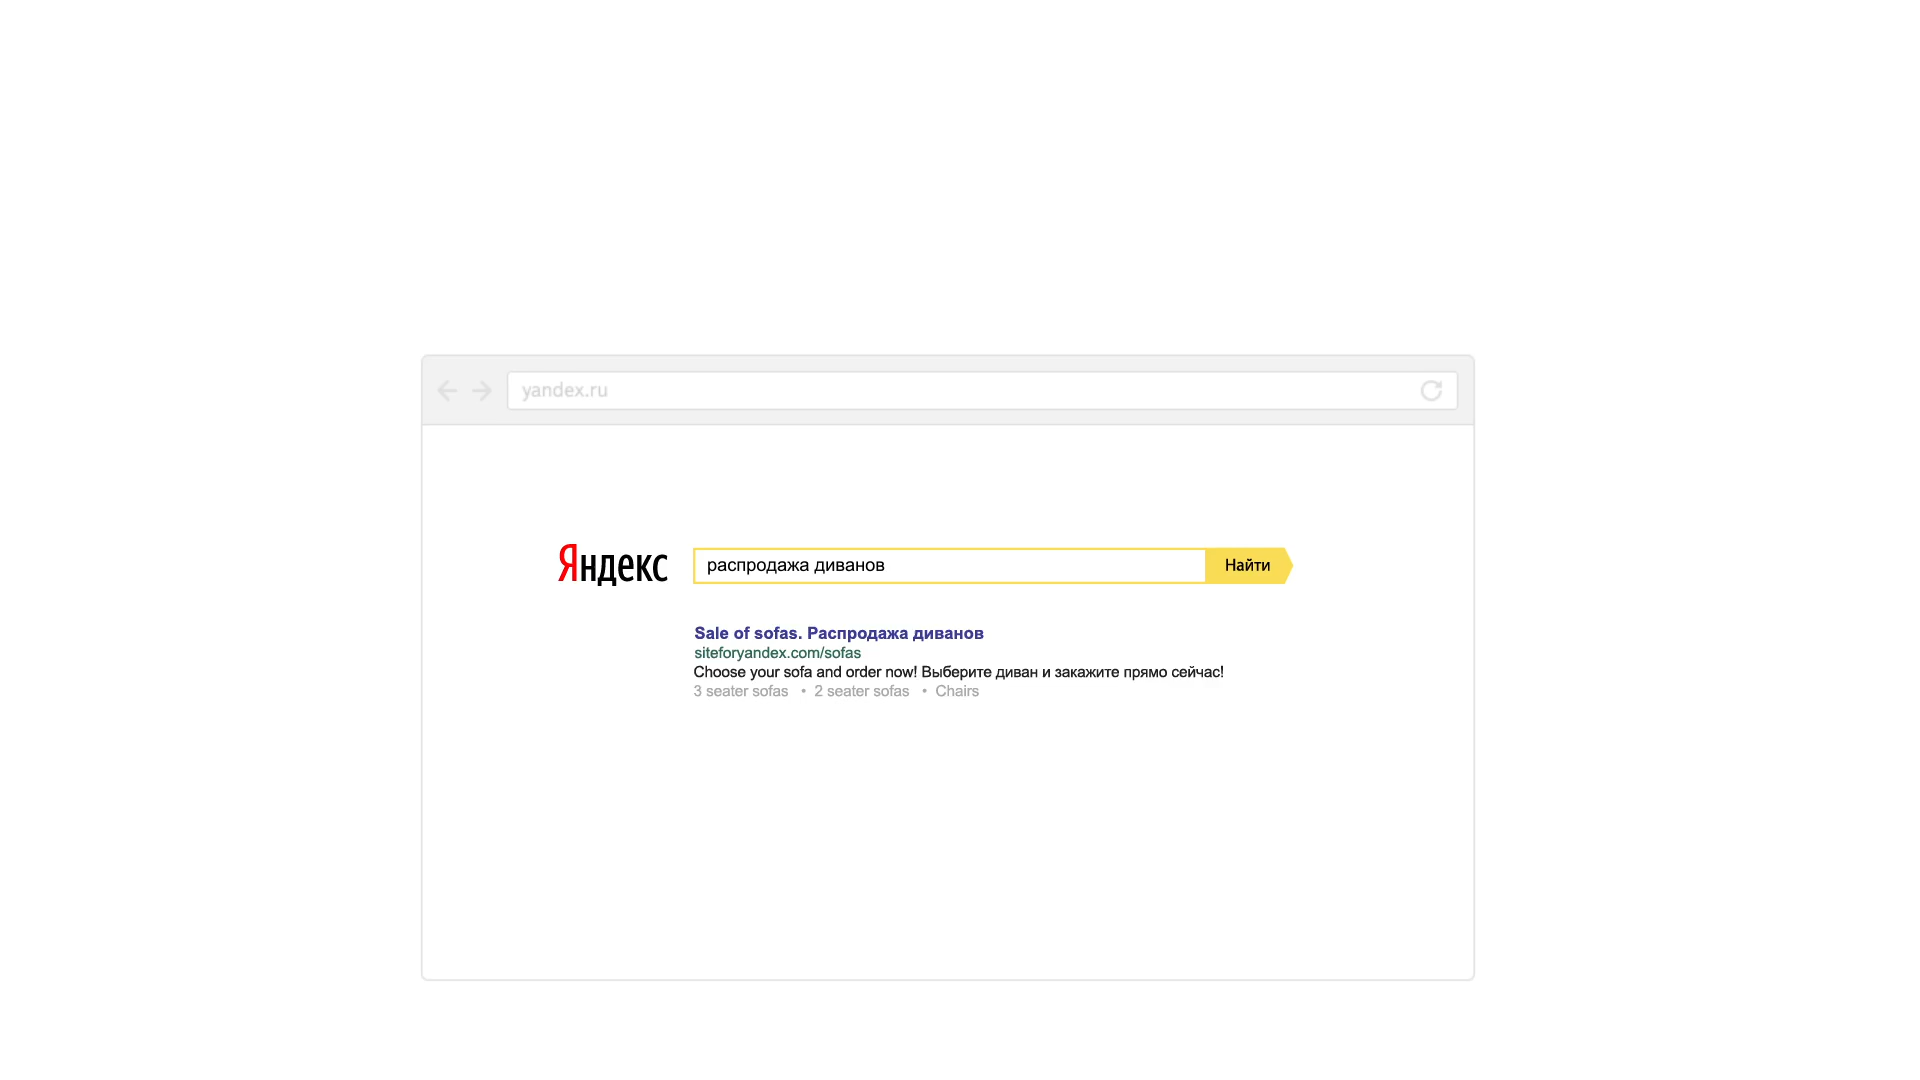 yandex.ru
Яндекс
распродажа диванов
Найти
Sale of sofas. Распродажа диванов
siteforyandex.com/sofas
Choose your sofa and order now! Выберите диван и закажите прямо сейчас!
3 seater sofas • 2 seater sofas • Chairs